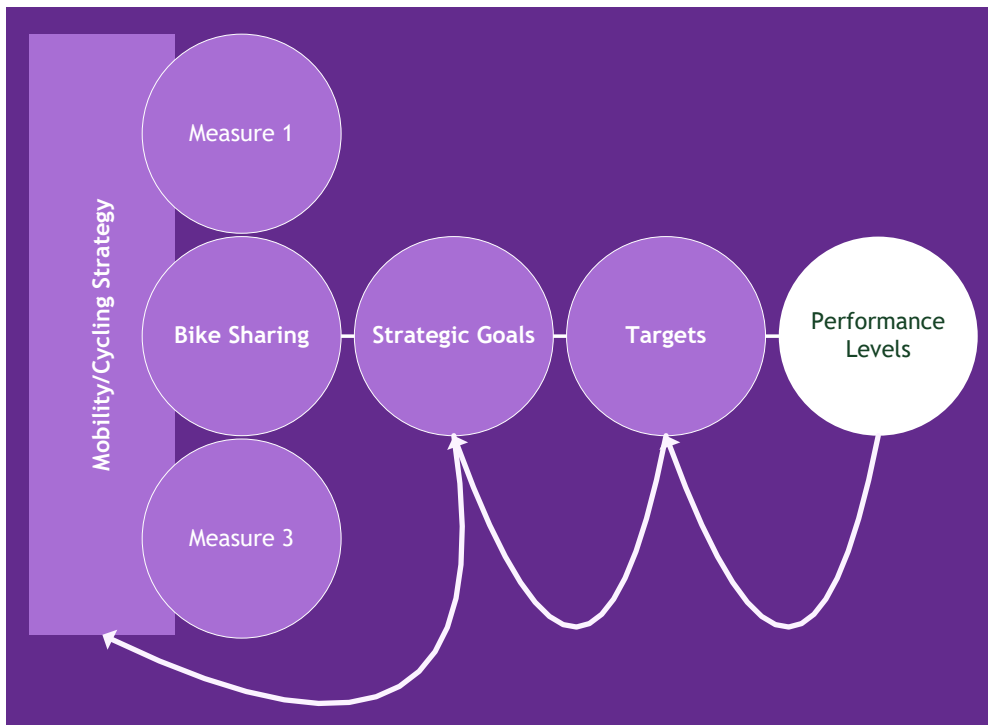 Mobility/Cycling Strategy
Measure 1
Bike Sharing
Measure 3
Strategic Goals
Targets
Performance
Levels